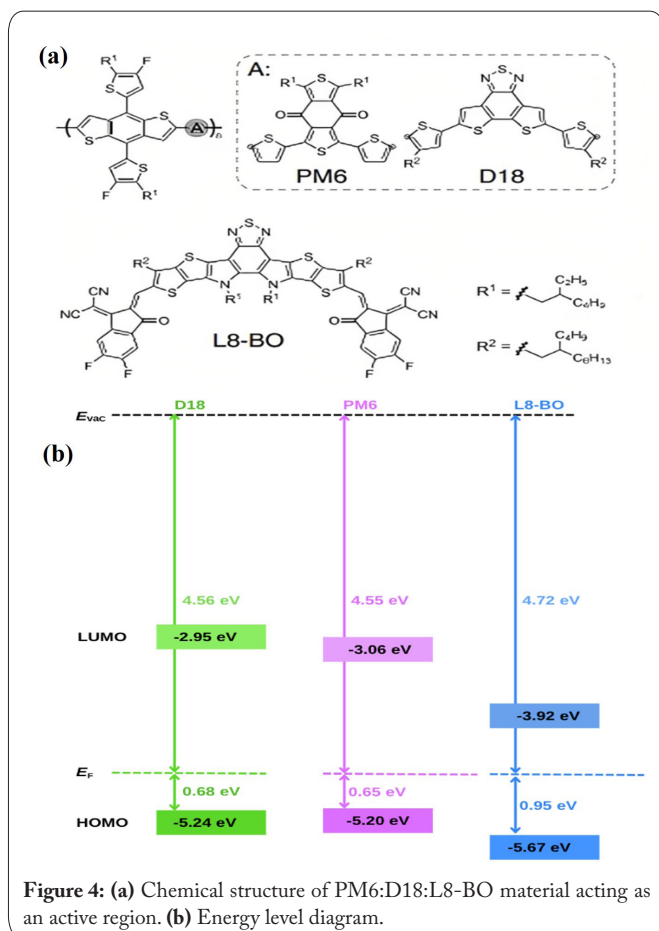 (a)
R¹
F
S
S
S
S
F
R¹
A
n
A:
R¹
S
R¹
O
O
S
S
S
PM6
N
S
N
S
S
S
S
R²
R²
D18
N
S
N
R²
S
S
R²
S
N
N
S
R¹
R¹
NC
CN
O
F
F
CN
CN
O
F
F
L8-BO
R¹ =
C₂H₅
C₄H₉
R² =
C₄H₉
C₆H₁₃
D18
PM6
L8-BO
Evac
(b)
4.56 eV
4.55 eV
4.72 eV
LUMO
-2.95 eV
-3.06 eV
-3.92 eV
EF
0.68 eV
0.65 eV
0.95 eV
HOMO
-5.24 eV
-5.20 eV
-5.67 eV
Figure 4: (a) Chemical structure of PM6:D18:L8-BO material acting as
an active region. (b) Energy level diagram.